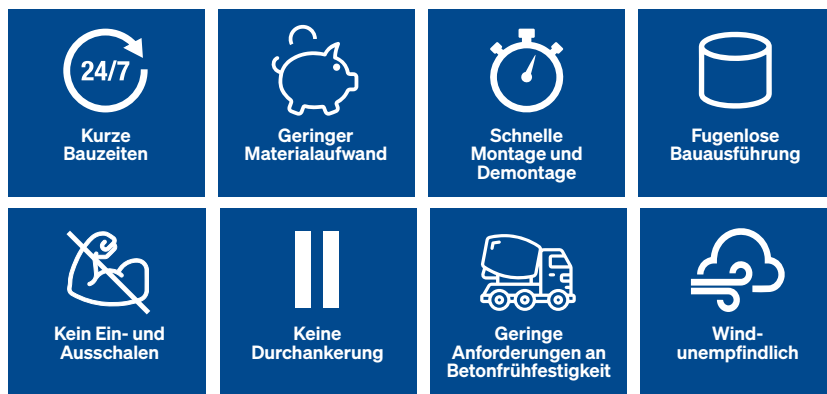 24/7
Kurze
Bauzeiten
Geringer
Materialaufwand
Schnelle
Montage und
Demontage
Fugenlose
Bauausführung
Kein Ein- und
Ausschalen
Keine
Durchankerung
Geringe
Anforderungen an
Betonfrühfestigkeit
Wind-
unempfindlich